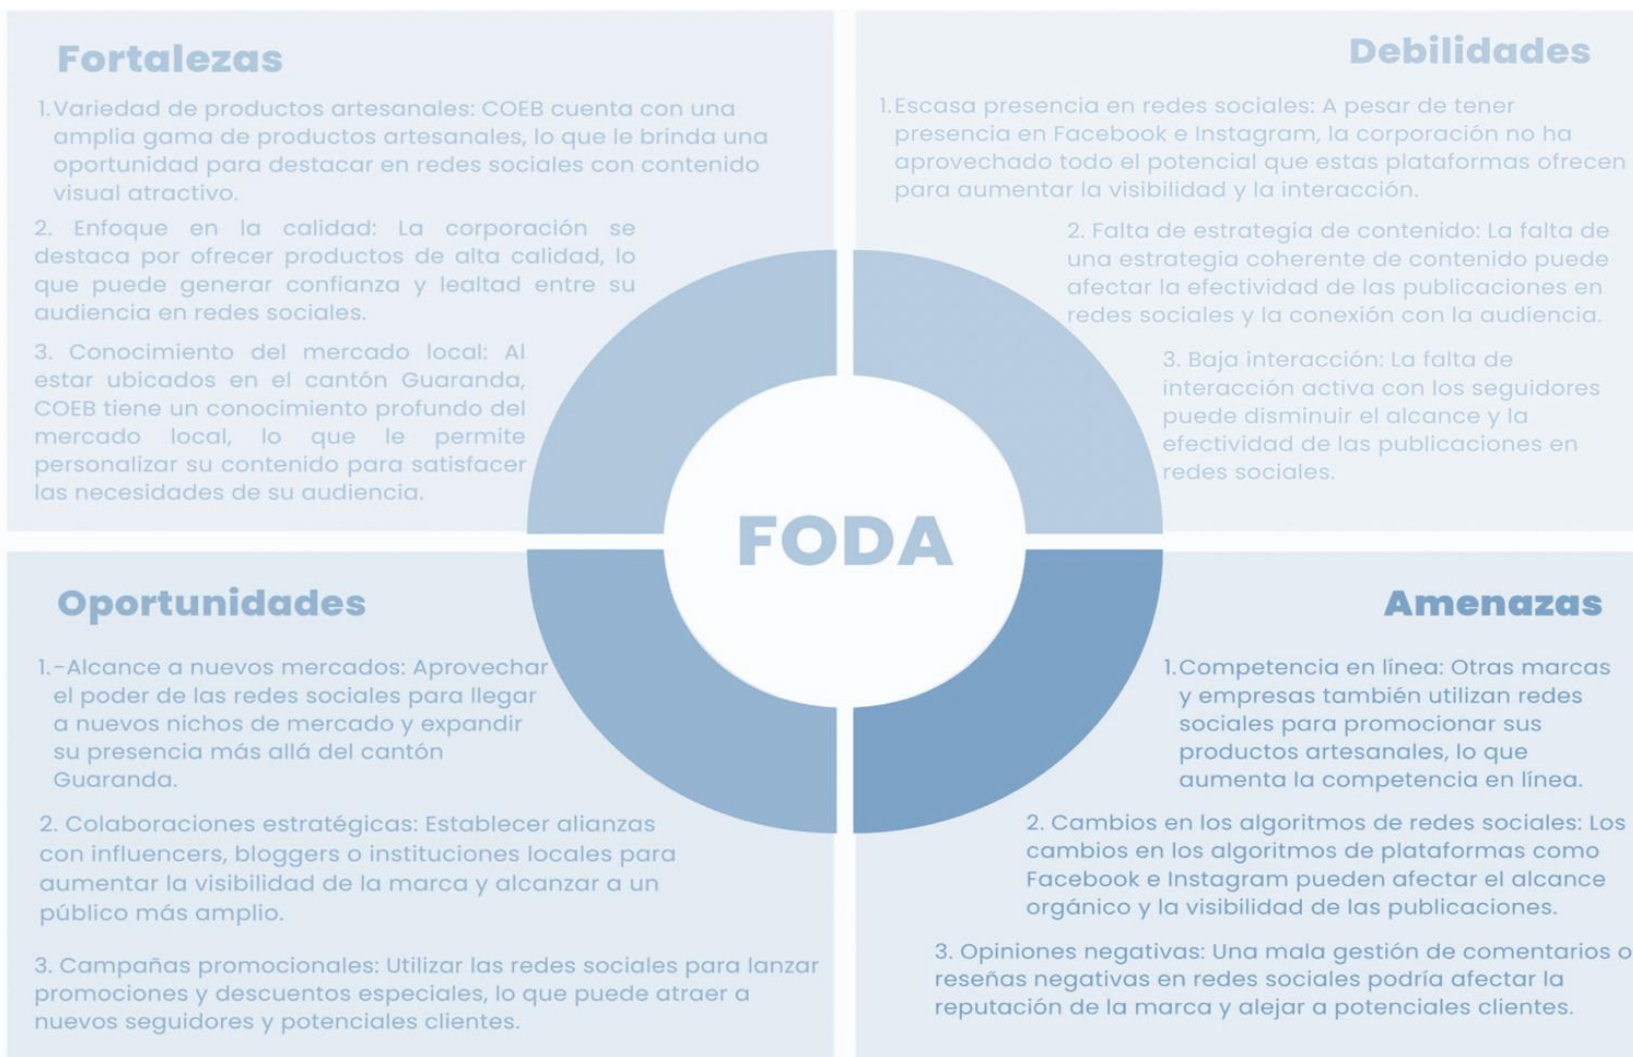 Fortalezas
1.Variedad de productos artesanales: COEB cuenta con una
amplia gama de productos artesanales, lo que le brinda una
oportunidad para destacar en redes sociales con contenido
visual atractivo.
2. Enfoque en la calidad: La corporación se
destaca por ofrecer productos de alta calidad, lo
que puede generar confianza y lealtad entre su
audiencia en redes sociales.
3. Conocimiento del mercado local: Al
estar ubicados en el cantón Guaranda,
COEB tiene un conocimiento profundo del
mercado local, lo que le permite
personalizar su contenido para satisfacer
las necesidades de su audiencia.
Debilidades
1.Escasa presencia en redes sociales: A pesar de tener
presencia en Facebook e Instagram, la corporación no ha
aprovechado todo el potencial que estas plataformas ofrecen
para aumentar la visibilidad y la interacción.
2. Falta de estrategia de contenido: La falta de
una estrategia coherente de contenido puede
afectar la efectividad de las publicaciones en
redes sociales y la conexión con la audiencia.
3. Baja interacción: La falta de
interacción activa con los seguidores
puede disminuir el alcance y la
efectividad de las publicaciones en
redes sociales.
FODA
Oportunidades
1.-Alcance a nuevos mercados: Aprovechar
el poder de las redes sociales para llegar
a nuevos nichos de mercado y expandir
su presencia más allá del cantón
Guaranda.
2. Colaboraciones estratégicas: Establecer alianzas
con influencers, bloggers o instituciones locales para
aumentar la visibilidad de la marca y alcanzar a un
público más amplio.
3. Campañas promocionales: Utilizar las redes sociales para lanzar
promociones y descuentos especiales, lo que puede atraer a
nuevos seguidores y potenciales clientes.
Amenazas
1.Competencia en línea: Otras marcas
y empresas también utilizan redes
sociales para promocionar sus
productos artesanales, lo que
aumenta la competencia en línea.
2. Cambios en los algoritmos de redes sociales: Los
cambios en los algoritmos de plataformas como
Facebook e Instagram pueden afectar el alcance
orgánico y la visibilidad de las publicaciones.
3. Opiniones negativas: Una mala gestión de comentarios o
reseñas negativas en redes sociales podría afectar la
reputación de la marca y alejar a potenciales clientes.